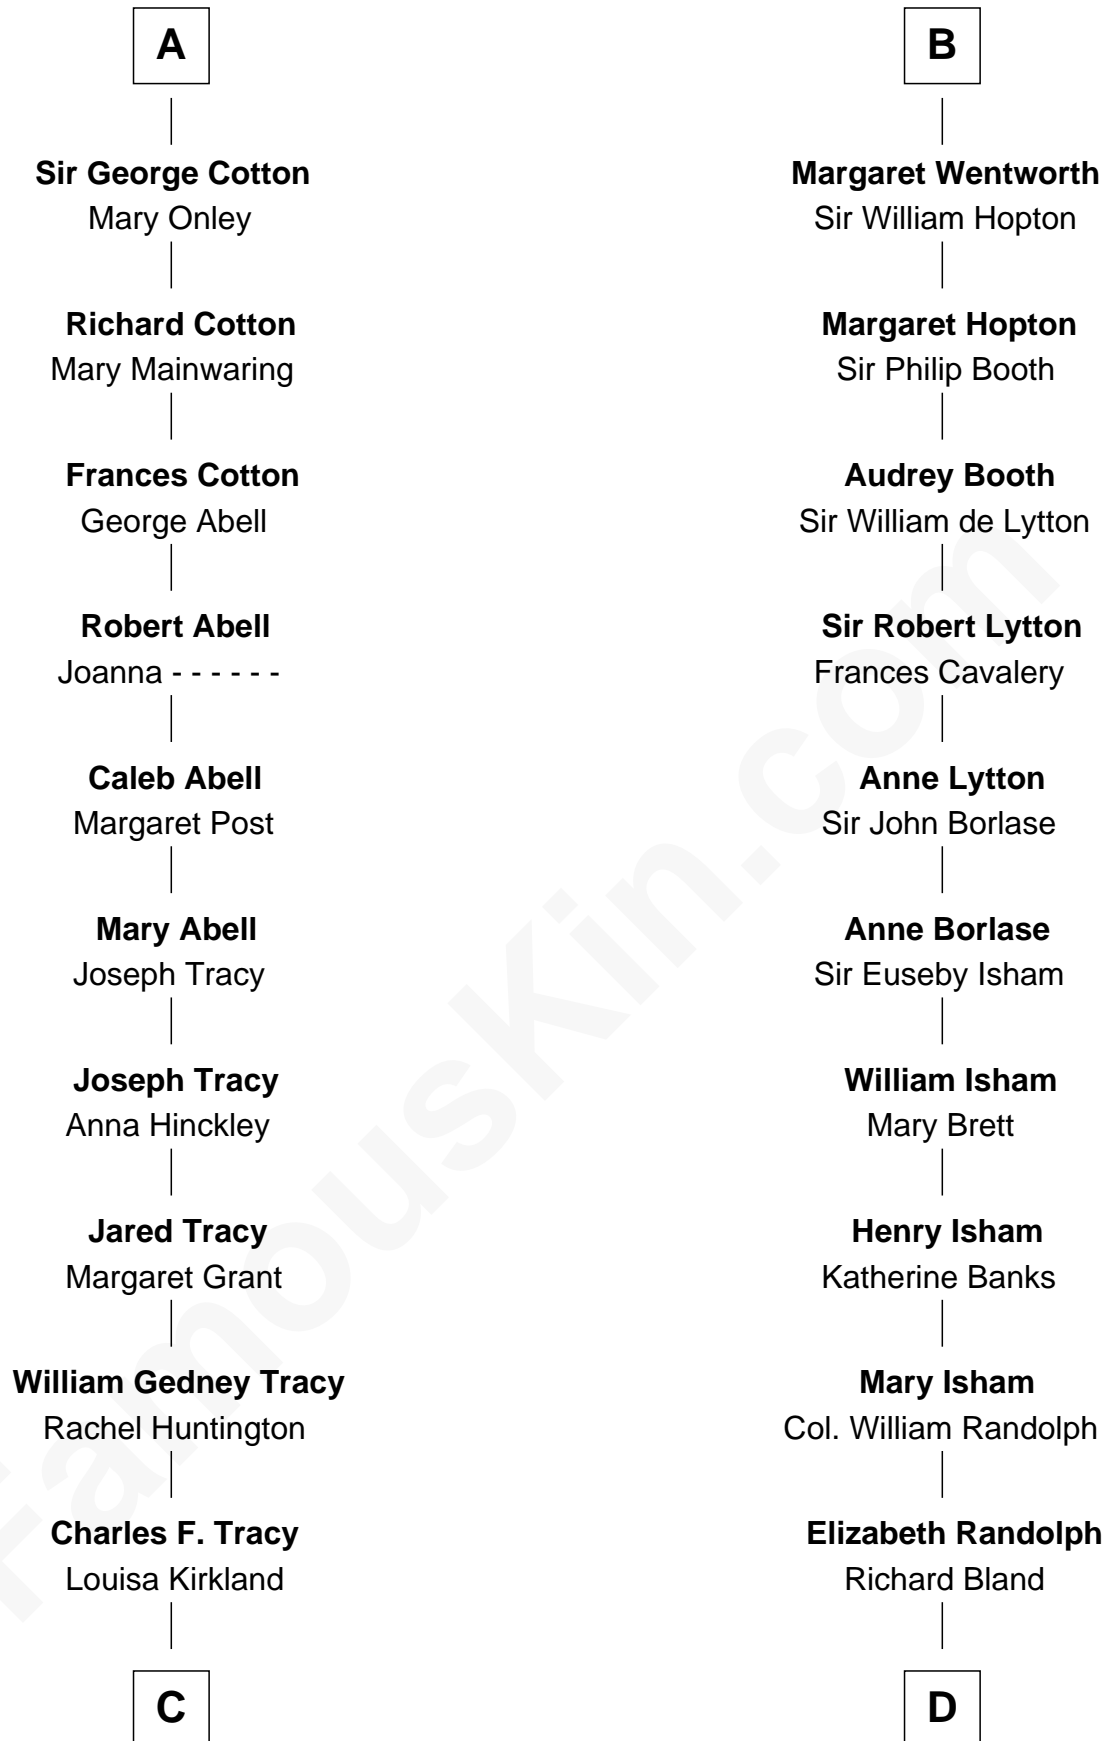 A
Sir George Cotton
Mary Onley
Richard Cotton
Mary Mainwaring
Frances Cotton
George Abell
Robert Abell
Joanna - - - - - -
Caleb Abell
Margaret Post
Mary Abell
Joseph Tracy
Joseph Tracy
Anna Hinckley
Jared Tracy
Margaret Grant
William Gedney Tracy
Rachel Huntington
Charles F. Tracy
Louisa Kirkland
C
B
Margaret Wentworth
Sir William Hopton
Margaret Hopton
Sir Philip Booth
Audrey Booth
Sir William de Lytton
Sir Robert Lytton
Frances Cavalery
Anne Lytton
Sir John Borlase
Anne Borlase
Sir Euseby Isham
William Isham
Mary Brett
Henry Isham
Katherine Banks
Mary Isham
Col. William Randolph
Elizabeth Randolph
Richard Bland
D
FamousKin.com